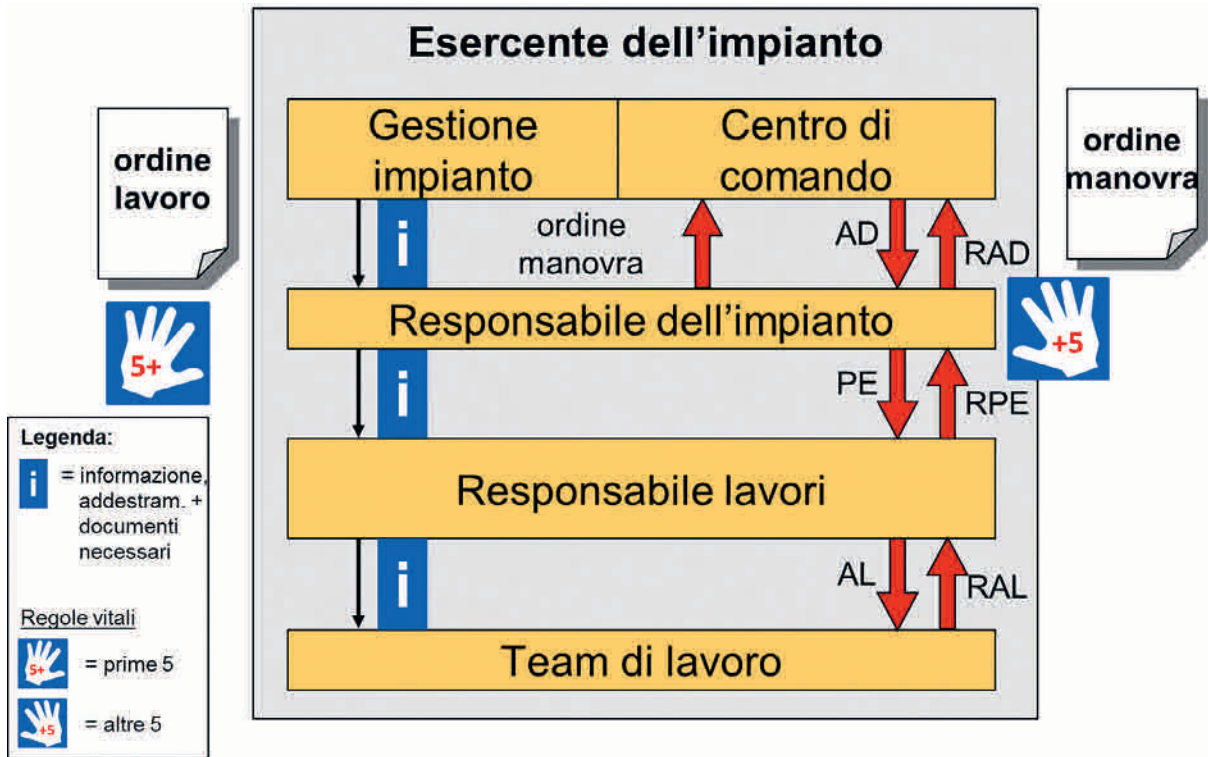 Esercente dell'impianto
ordine
lavoro
Gestione
impianto
Centro di
comando
ordine
manovra
i
ordine
manovra
AD
RAD
5+
Responsabile dell'impianto
+5
i
PE
RPE
Responsabile lavori
i
AL
RAL
Team di lavoro
Legenda:
i = informazione,
addestram. +
documenti
necessari
Regole vitali
5+ = prime 5
+5 = altre 5